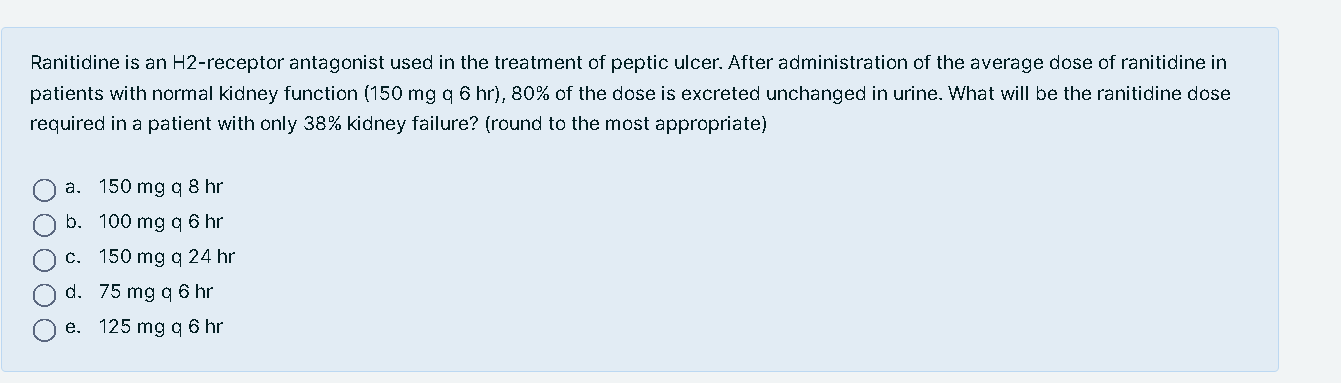 Ranitidine is an H2-receptor antagonist used in the treatment of peptic ulcer. After administration of the average dose of ranitidine in
patients with normal kidney function (150 mg q 6 hr), 80% of the dose is excreted unchanged in urine. What will be the ranitidine dose
required in a patient with only 38% kidney failure? (round to the most appropriate)
a. 150 mg q 8 hr
b. 100 mg q 6 hr
c. 150 mg q 24 hr
d. 75 mg q 6 hr
e. 125 mg q 6 hr